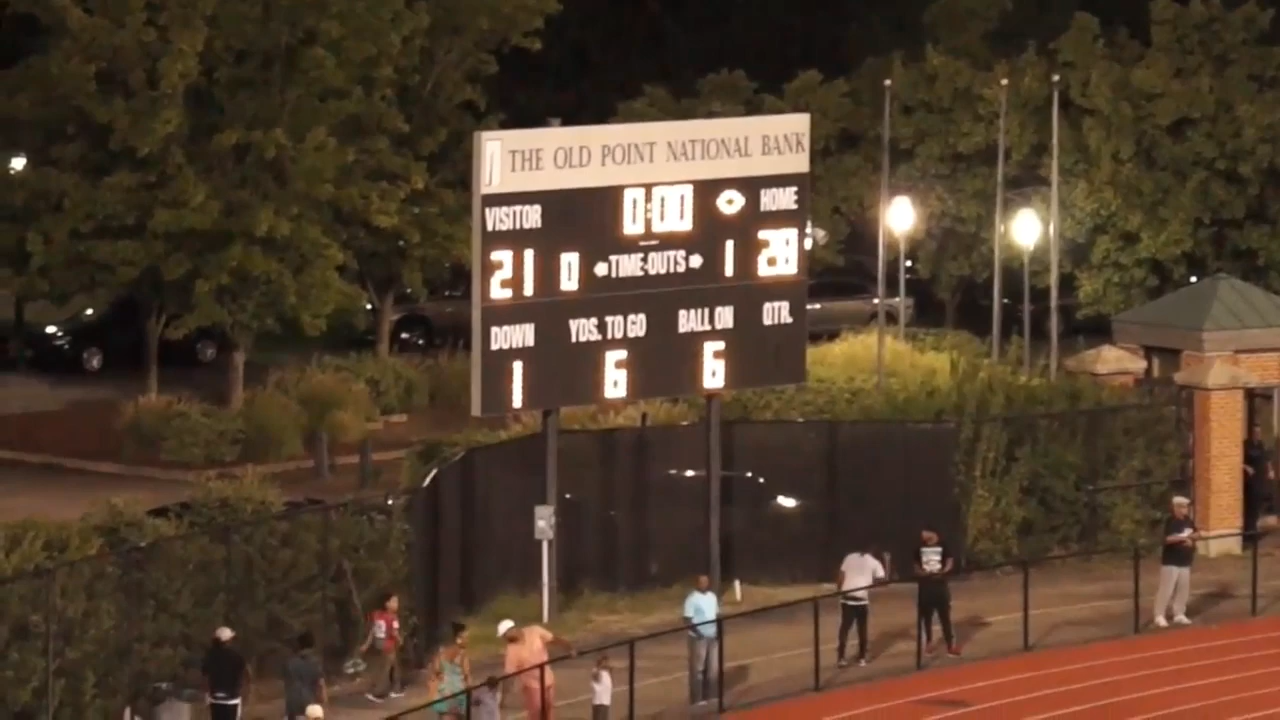 THE OLD POINT NATIONAL BANK
VISITOR 0:00 HOME
21 0 TIME-OUTS 1 28
DOWN YDS. TO GO BALL ON QTR.
1 6 6